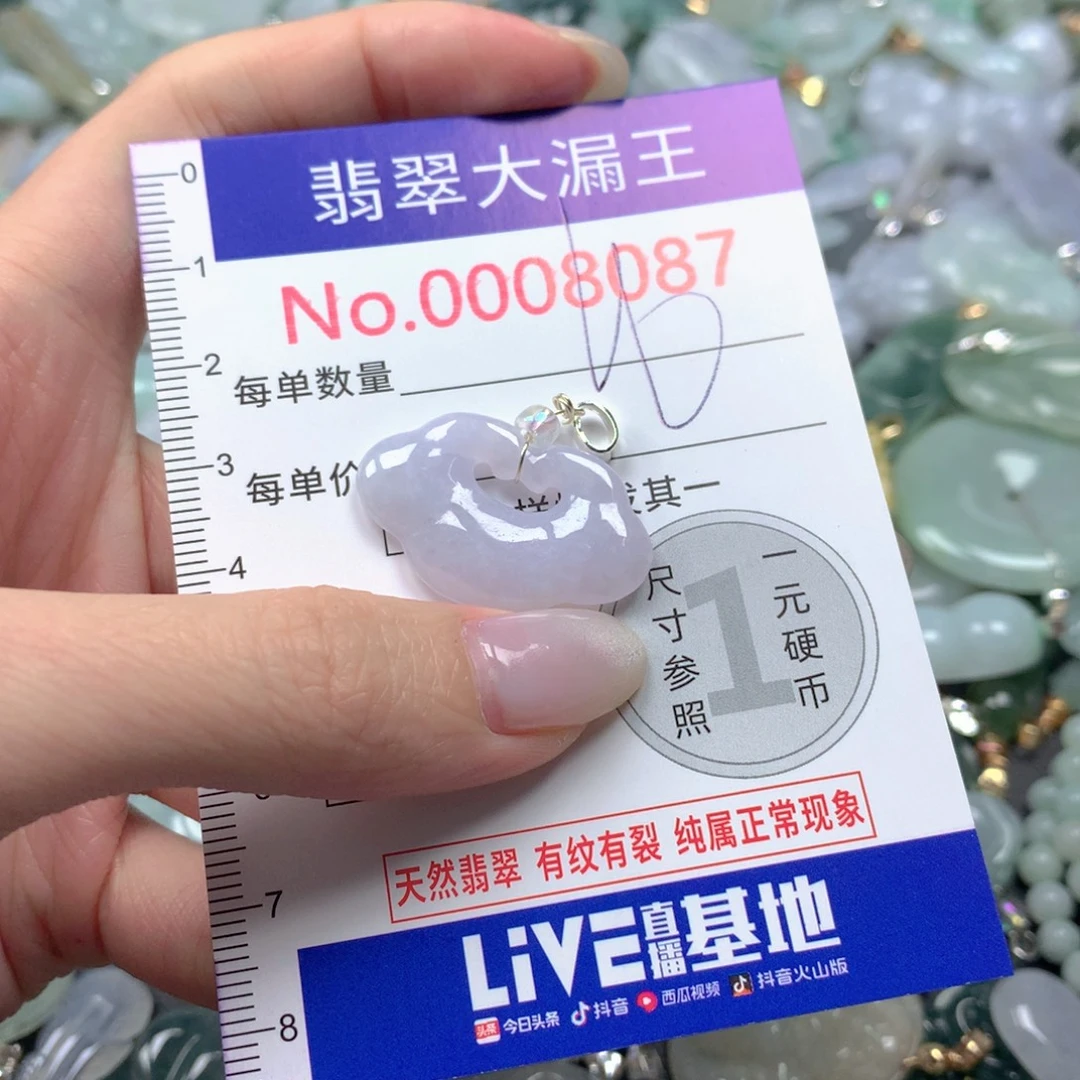 翡翠大漏王
No.0008087
每单数量
每单价
发其一
一元硬币
尺寸参照
1
天然翡翠 有纹有裂 纯属正常现象
LiVE直播基地
头条 今日头条 抖音 西瓜视频 抖音火山版
0
1
2
3
4
7
8